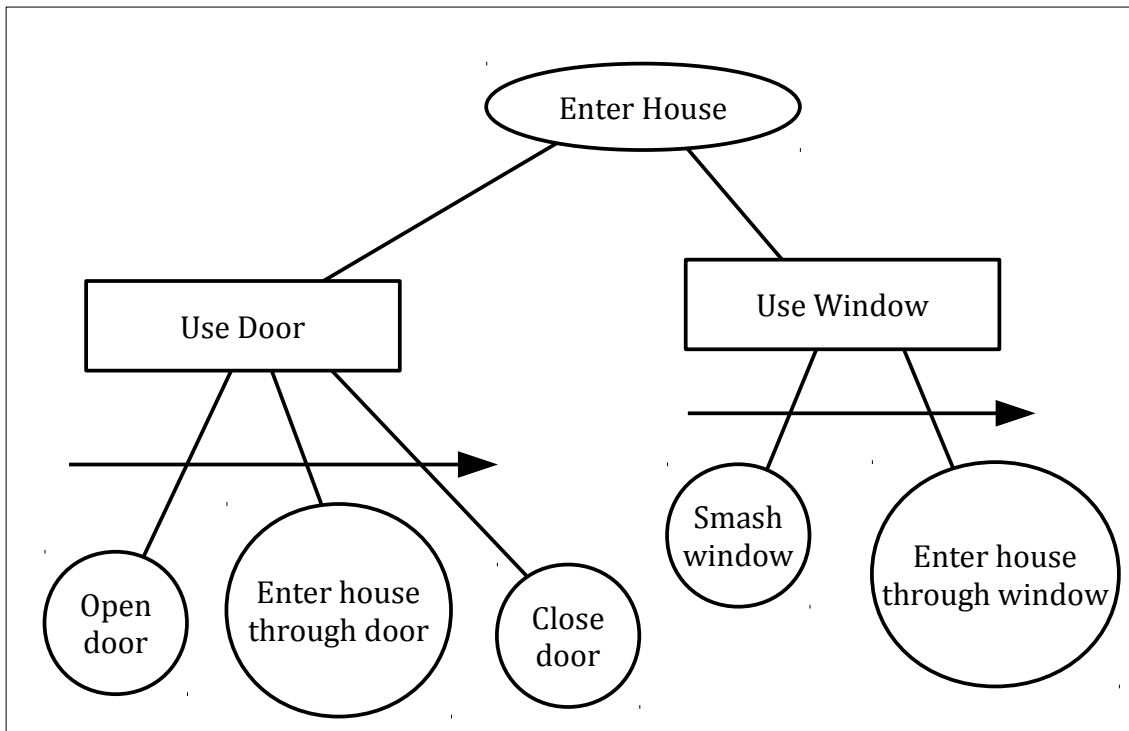 Enter House
Use Door
Use Window
Open
door
Enter house
through door
Close
door
Smash
window
Enter house
through window